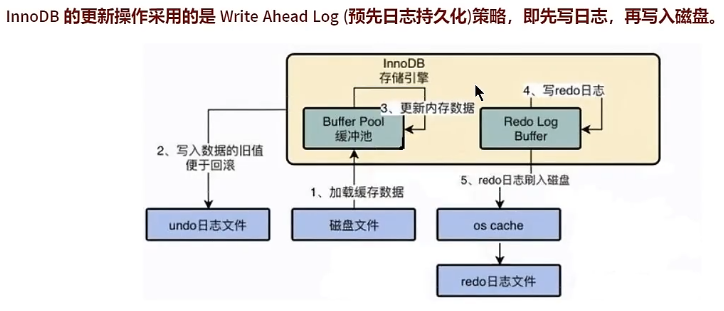 InnoDB 的更新操作采用的是 Write Ahead Log (预先日志持久化)策略，即先写日志，再写入磁盘。
InnoDB
存储引擎
4、写redo日志
3、更新内存数据
Buffer Pool
缓冲池
Redo Log
Buffer
2、写入数据的旧值
便于回滚
5、redo日志刷入磁盘
1、加载缓存数据
undo日志文件
磁盘文件
os cache
redo日志文件